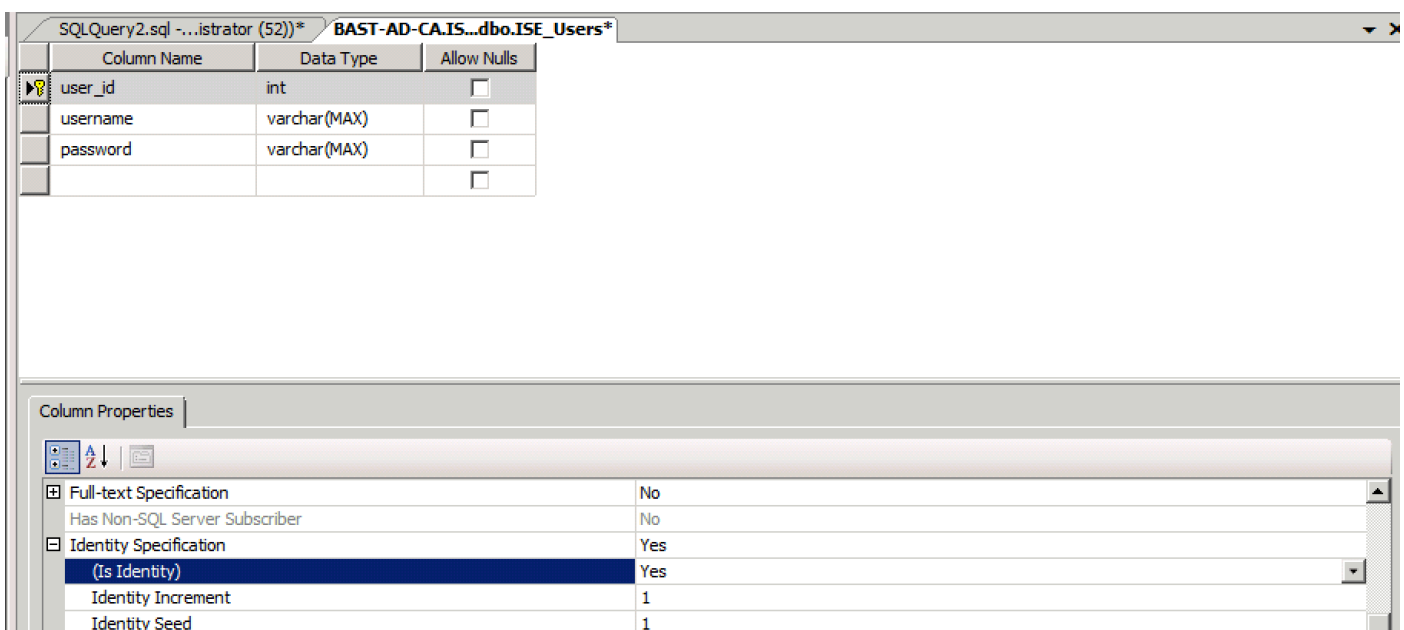 SQLQuery2.sql -...istrator (52))* BAST-AD-CA.IS...dbo.ISE_Users*
Column Name Data Type Allow Nulls
user_id int
username varchar(MAX)
password varchar(MAX)
Column Properties
A
Z
Full-text Specification No
Has Non-SQL Server Subscriber No
Identity Specification Yes
(Is Identity) Yes
Identity Increment 1
Identity Seed 1